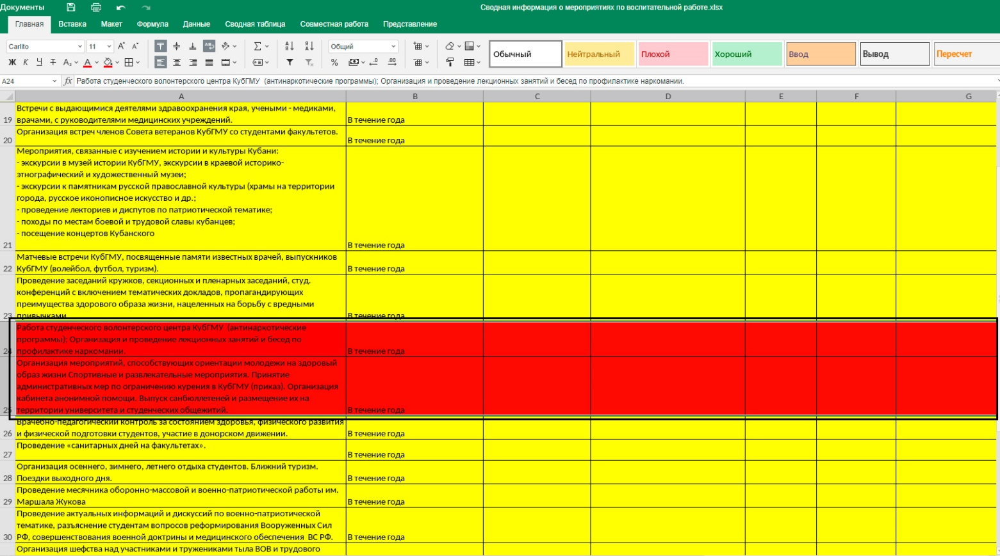 Документы
Сводная информация о мероприятиях по воспитательной работе.xlsx
Главная Вставка Макет Формула Данные Сводная таблица Совместная работа Представление
Carlito 11 Общий
Обычный Нейтральный Плохой Хороший Ввод Вывод Пересчет
A24 fx Работа студенческого волонтерского центра КубГМУ (антинаркотические программы); Организация и проведение лекционных занятий и бесед по профилактике наркомании.
A B C D E F G
Встречи с выдающимися деятелями здравоохранения края, учеными - медиками,
19 врачами, с руководителями медицинских учреждений. В течение года
Организация встреч членов Совета ветеранов КубГМУ со студентами факультетов.
20 В течение года
Мероприятия, связанные с изучением истории и культуры Кубани:
- экскурсии в музей истории КубГМУ, экскурсии в краевой историко-
этнографический и художественный музеи;
- экскурсии к памятникам русской православной культуры (храмы на территории
города, русское иконописное искусство и др.;
- проведение лекториев и диспутов по патриотической тематике;
- походы по местам боевой и трудовой славы кубанцев;
- посещение концертов Кубанского
21 В течение года
Матчевые встречи КубГМУ, посвященные памяти известных врачей, выпускников
22 КубГМУ (волейбол, футбол, туризм). В течение года
Проведение заседаний кружков, секционных и пленарных заседаний, студ.
конференций с включением тематических докладов, пропагандирующих
преимущества здорового образа жизни, нацеленных на борьбу с вредными
23 привычками В течение года
Работа студенческого волонтерского центра КубГМУ (антинаркотические
программы); Организация и проведение лекционных занятий и бесед по
24 профилактике наркомании. В течение года
Организация мероприятий, способствующих ориентации молодежи на здоровый
образ жизни Спортивные и развлекательные мероприятия. Принятие
административных мер по ограничению курения в КубГМУ (приказ). Организация
кабинета анонимной помощи. Выпуск санбюллетеней и размещение их на
25 территории университета и студенческих общежитий. В течение года
Врачебно-педагогический контроль за состоянием здоровья, физического развития
26 и физической подготовки студентов, участие в донорском движении. В течение года
Проведение «санитарных дней на факультетах».
27 В течение года
Организация осеннего, зимнего, летнего отдыха студентов. Ближний туризм.
28 Поездки выходного дня. В течение года
Проведение месячника оборонно-массовой и военно-патриотической работы им.
29 Маршала Жукова В течение года
Проведение актуальных информаций и дискуссий по военно-патриотической
тематике, разъяснение студентам вопросов реформирования Вооруженных Сил
30 РФ, совершенствования военной доктрины и медицинского обеспечения ВС РФ. В течение года
Организация шефства над участниками и тружениками тыла ВОВ и трудового